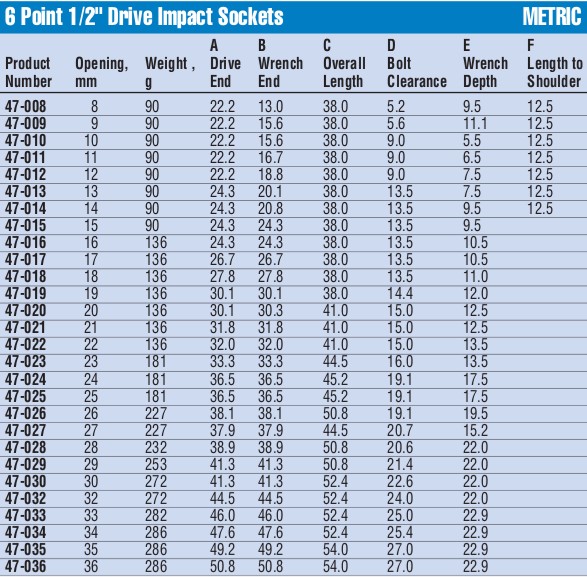 6 Point 1/2" Drive Impact Sockets METRIC
A B C D E F
Product Opening, Weight , Drive Wrench Overall Bolt Wrench Length to
Number mm g End End Length Clearance Depth Shoulder
47-008 8 90 22.2 13.0 38.0 5.2 9.5 12.5
47-009 9 90 22.2 15.6 38.0 5.6 11.1 12.5
47-010 10 90 22.2 15.6 38.0 9.0 5.5 12.5
47-011 11 90 22.2 16.7 38.0 9.0 6.5 12.5
47-012 12 90 22.2 18.8 38.0 9.0 7.5 12.5
47-013 13 90 24.3 20.1 38.0 13.5 7.5 12.5
47-014 14 90 24.3 20.8 38.0 13.5 9.5 12.5
47-015 15 90 24.3 24.3 38.0 13.5 9.5
47-016 16 136 24.3 24.3 38.0 13.5 10.5
47-017 17 136 26.7 26.7 38.0 13.5 10.5
47-018 18 136 27.8 27.8 38.0 13.5 11.0
47-019 19 136 30.1 30.1 38.0 14.4 12.0
47-020 20 136 30.1 30.3 41.0 15.0 12.5
47-021 21 136 31.8 31.8 41.0 15.0 12.5
47-022 22 136 32.0 32.0 41.0 15.0 13.5
47-023 23 181 33.3 33.3 44.5 16.0 13.5
47-024 24 181 36.5 36.5 45.2 19.1 17.5
47-025 25 181 36.5 36.5 45.2 19.1 17.5
47-026 26 227 38.1 38.1 50.8 19.1 19.5
47-027 27 227 37.9 37.9 44.5 20.7 15.2
47-028 28 232 38.9 38.9 50.8 20.6 22.0
47-029 29 253 41.3 41.3 50.8 21.4 22.0
47-030 30 272 41.3 41.3 52.4 22.6 22.0
47-032 32 272 44.5 44.5 52.4 24.0 22.0
47-033 33 282 46.0 46.0 52.4 25.0 22.9
47-034 34 286 47.6 47.6 52.4 25.4 22.9
47-035 35 286 49.2 49.2 54.0 27.0 22.9
47-036 36 286 50.8 50.8 54.0 27.0 22.9